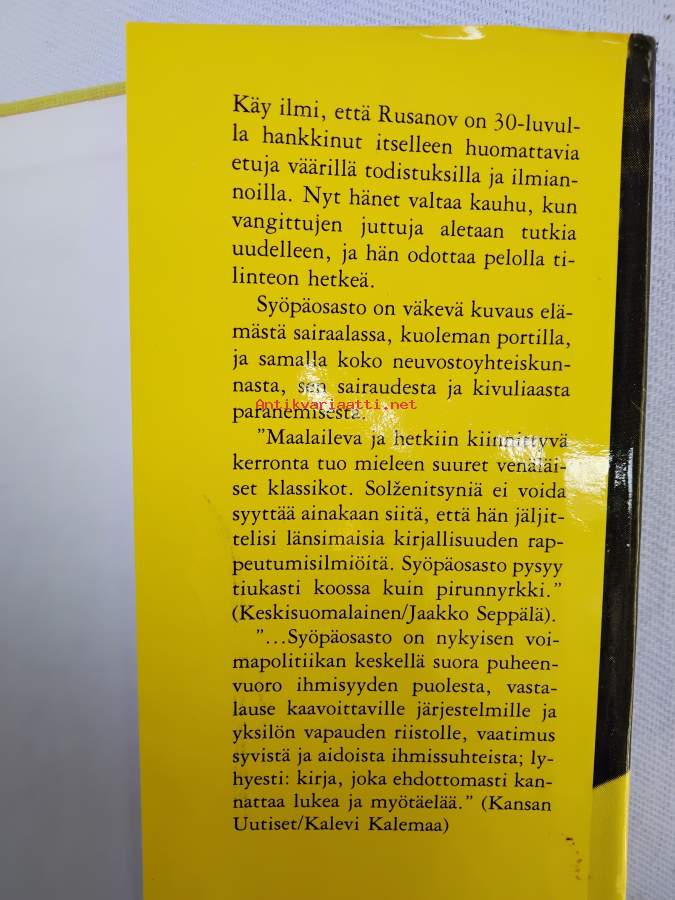 Käy ilmi, että Rusanov on 30-luvul-
la hankkinut itselleen huomattavia
etuja väärillä todistuksilla ja ilmian-
noilla. Nyt hänet valtaa kauhu, kun
vangittujen juttuja aletaan tutkia
uudelleen, ja hän odottaa pelolla ti-
linteon hetkeä.
Syöpäosasto on väkevä kuvaus elä-
mästä sairaalassa, kuoleman portilla,
ja samalla koko neuvostoyhteiskun-
nasta, sen sairaudesta ja kivuliaasta
Antikvariaatti.net
paranemisesta.
"Maalaileva ja hetkiin kiinnittyvä
kerronta tuo mieleen suuret venäläi-
set klassikot. Solženitsyniä ei voida
syyttää ainakaan siitä, että hän jäljit-
telisi länsimaisia kirjallisuuden rap-
peutumisilmiöitä. Syöpäosasto pysyy
tiukasti koossa kuin pirunnyrkki."
(Keskisuomalainen/Jaakko Seppälä).
"...Syöpäosasto on nykyisen voi-
mapolitiikan keskellä suora puheen-
vuoro ihmisyyden puolesta, vasta-
lause kaavoittaville järjestelmille ja
yksilön vapauden riistolle, vaatimus
syvistä ja aidoista ihmissuhteista; ly-
hyesti: kirja, joka ehdottomasti kan-
nattaa lukea ja myötäelää." (Kansan
Uutiset/Kalevi Kalemaa)